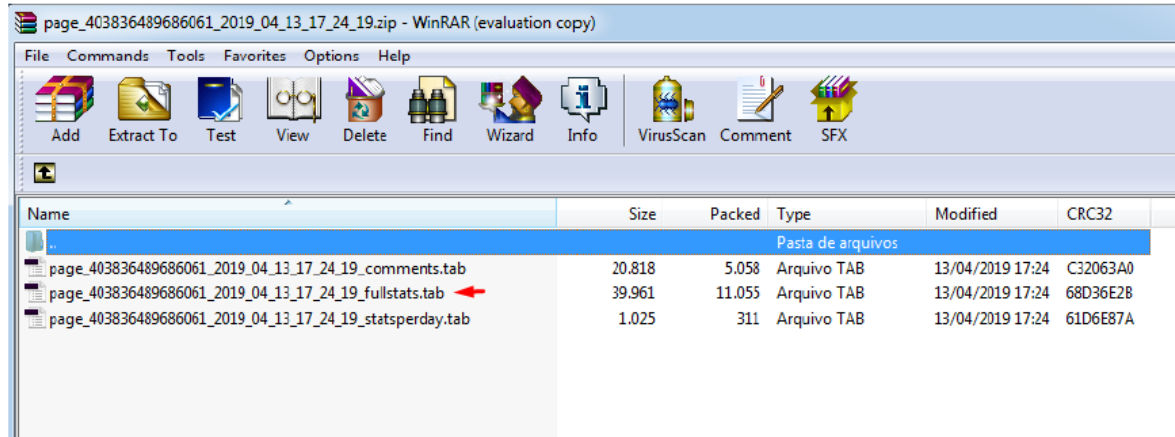 page_403836489686061_2019_04_13_17_24_19.zip - WinRAR (evaluation copy)
File Commands Tools Favorites Options Help
Add Extract To Test View Delete Find Wizard Info VirusScan Comment SFX
Name Size Packed Type Modified CRC32
.. Pasta de arquivos
page_403836489686061_2019_04_13_17_24_19_comments.tab 20.818 5.058 Arquivo TAB 13/04/2019 17:24 C32063A0
page_403836489686061_2019_04_13_17_24_19_fullstats.tab 39.961 11.055 Arquivo TAB 13/04/2019 17:24 68D36E2B
page_403836489686061_2019_04_13_17_24_19_statsperday.tab 1.025 311 Arquivo TAB 13/04/2019 17:24 61D6E87A